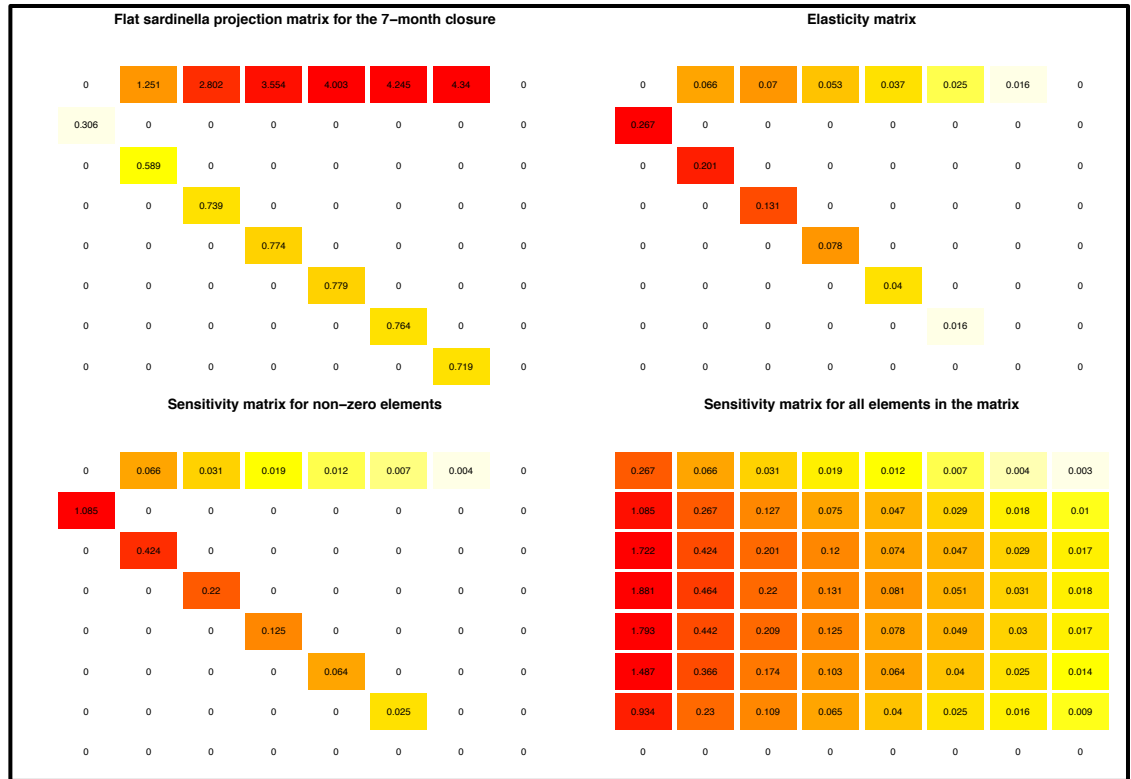 Flat sardinella projection matrix for the 7−month closure
0 1.251 2.802 3.554 4.003 4.245 4.34 0
0.306 0 0 0 0 0 0 0
0 0.589 0 0 0 0 0 0
0 0 0.739 0 0 0 0 0
0 0 0 0.774 0 0 0 0
0 0 0 0 0.779 0 0 0
0 0 0 0 0 0.764 0 0
0 0 0 0 0 0 0.719 0
Elasticity matrix
0 0.066 0.07 0.053 0.037 0.025 0.016 0
0.267 0 0 0 0 0 0 0
0 0.201 0 0 0 0 0 0
0 0 0.131 0 0 0 0 0
0 0 0 0.078 0 0 0 0
0 0 0 0 0.04 0 0 0
0 0 0 0 0 0.016 0 0
0 0 0 0 0 0 0 0
Sensitivity matrix for non−zero elements
0 0.066 0.031 0.019 0.012 0.007 0.004 0
1.085 0 0 0 0 0 0 0
0 0.424 0 0 0 0 0 0
0 0 0.22 0 0 0 0 0
0 0 0 0.125 0 0 0 0
0 0 0 0 0.064 0 0 0
0 0 0 0 0 0.025 0 0
0 0 0 0 0 0 0 0
Sensitivity matrix for all elements in the matrix
0.267 0.066 0.031 0.019 0.012 0.007 0.004 0.003
1.085 0.267 0.127 0.075 0.047 0.029 0.018 0.01
1.722 0.424 0.201 0.12 0.074 0.047 0.029 0.017
1.881 0.464 0.22 0.131 0.081 0.051 0.031 0.018
1.793 0.442 0.209 0.125 0.078 0.049 0.03 0.017
1.487 0.366 0.174 0.103 0.064 0.04 0.025 0.014
0.934 0.23 0.109 0.065 0.04 0.025 0.016 0.009
0 0 0 0 0 0 0 0